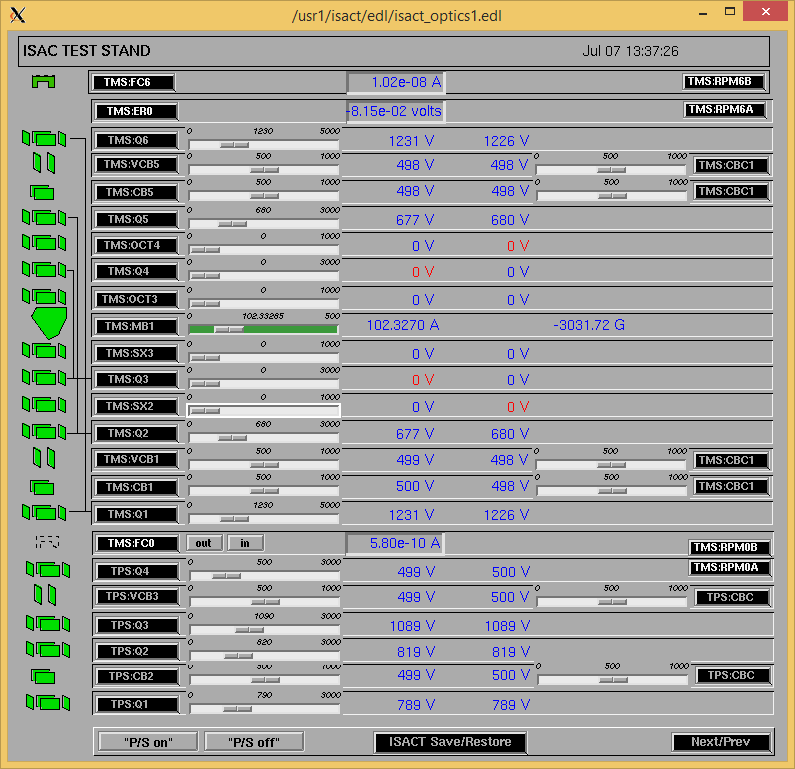 /usr1/isact/edl/isact_optics1.edl
ISAC TEST STAND Jul 07 13:37:26
TMS:FC6 1.02e-08 A TMS:RPM6B
TMS:ER0 -8.15e-02 volts TMS:RPM6A
TMS:Q6 0 1230 5000 1231 V 1226 V
TMS:VCB5 0 500 1000 498 V 498 V 0 500 1000 TMS:CBC1
TMS:CB5 0 500 1000 498 V 498 V 0 500 1000 TMS:CBC1
TMS:Q5 0 680 3000 677 V 680 V
TMS:OCT4 0 0 1000 0 V 0 V
TMS:Q4 0 0 3000 0 V 0 V
TMS:OCT3 0 0 1000 0 V 0 V
TMS:MB1 0 102.33285 500 102.3270 A -3031.72 G
TMS:SX3 0 0 1000 0 V 0 V
TMS:Q3 0 0 3000 0 V 0 V
TMS:SX2 0 0 1000 0 V 0 V
TMS:Q2 0 680 3000 677 V 680 V
TMS:VCB1 0 500 1000 499 V 498 V 0 500 1000 TMS:CBC1
TMS:CB1 0 500 1000 500 V 498 V 0 500 1000 TMS:CBC1
TMS:Q1 0 1230 5000 1231 V 1226 V
TMS:FC0 out in 5.80e-10 A TMS:RPM0B
TPS:Q4 0 500 3000 499 V 500 V TMS:RPM0A
TPS:VCB3 0 500 1000 499 V 500 V 0 500 1000 TPS:CBC
TPS:Q3 0 1090 3000 1089 V 1089 V
TPS:Q2 0 820 3000 819 V 819 V
TPS:CB2 0 500 1000 499 V 500 V 0 500 1000 TPS:CBC
TPS:Q1 0 790 3000 789 V 789 V
"P/S on" "P/S off" ISACT Save/Restore Next/Prev